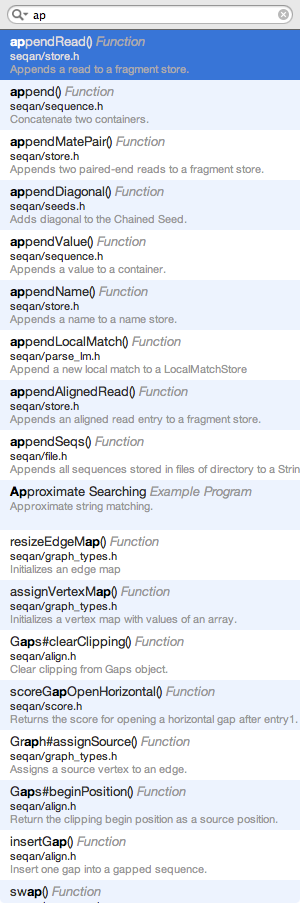 ap
appendRead() Function
seqan/store.h
Appends a read to a fragment store.
append() Function
seqan/sequence.h
Concatenate two containers.
appendMatePair() Function
seqan/store.h
Appends two paired-end reads to a fragment store.
appendDiagonal() Function
seqan/seeds.h
Adds diagonal to the Chained Seed.
appendValue() Function
seqan/sequence.h
Appends a value to a container.
appendName() Function
seqan/store.h
Appends a name to a name store.
appendLocalMatch() Function
seqan/parse_lm.h
Append a new local match to a LocalMatchStore
appendAlignedRead() Function
seqan/store.h
Appends an aligned read entry to a fragment store.
appendSeqs() Function
seqan/file.h
Appends all sequences stored in files of directory to a Strin
Approximate Searching Example Program
Approximate string matching.
resizeEdgeMap() Function
seqan/graph_types.h
Initializes an edge map
assignVertexMap() Function
seqan/graph_types.h
Initializes a vertex map with values of an array.
Gaps#clearClipping() Function
seqan/align.h
Clear clipping from Gaps object.
scoreGapOpenHorizontal() Function
seqan/score.h
Returns the score for opening a horizontal gap after entry1.
Graph#assignSource() Function
seqan/graph_types.h
Assigns a source vertex to an edge.
Gaps#beginPosition() Function
seqan/align.h
Return the clipping begin position as a source position.
insertGap() Function
seqan/align.h
Insert one gap into a gapped sequence.
swap() Function